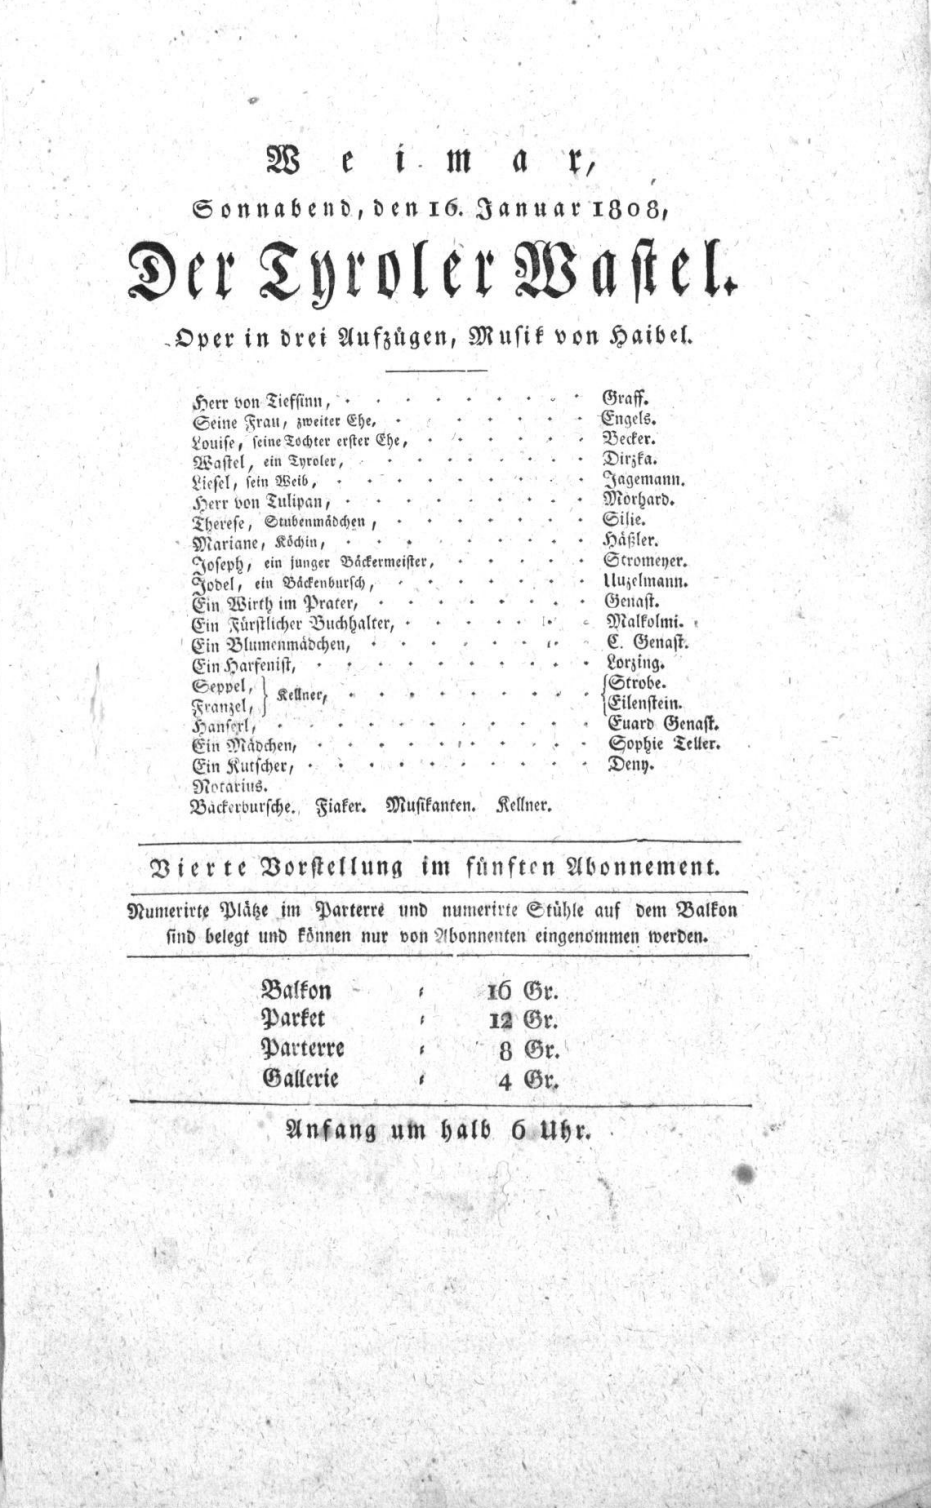 Weimar,
Sonnabend, den 16. Januar 1808,
Der Tyroler Wastel.
Oper in drei Aufzügen, Musik von Haibel.
Herr von Tiefsinn, Graff.
Seine Frau, zweiter Ehe, Engels.
Louise, seine Tochter erster Ehe, Becker.
Wastel, ein Tyroler, Dirzka.
Liesel, sein Weib, Jagemann.
Herr von Tulipan, Morhard.
Therese, Stubenmädchen, Silie.
Mariane, Köchin, Häßler.
Joseph, ein junger Bäckermeister, Stromeyer.
Jodel, ein Bäckenbursch, Unzelmann.
Ein Wirth im Prater, Genast.
Ein Fürstlicher Buchhalter, Malkolmi.
Ein Blumenmädchen, C. Genast.
Ein Harfenist, Lorzing.
Seppel, } Kellner, { Strobe.
Franzel, } { Eilenstein.
Hanserl, Euard Genast.
Ein Mädchen, Sophie Teller.
Ein Kutscher, Deny.
Notarius.
Bäckerbursche. Fiaker. Musikanten. Kellner.
Vierte Vorstellung im fünften Abonnement.
Numerirte Plätze im Parterre und numerirte Stühle auf dem Balkon
sind belegt und können nur von Abonnenten eingenommen werden.
Balkon 16 Gr.
Parket 12 Gr.
Parterre 8 Gr.
Gallerie 4 Gr.
Anfang um halb 6 Uhr.